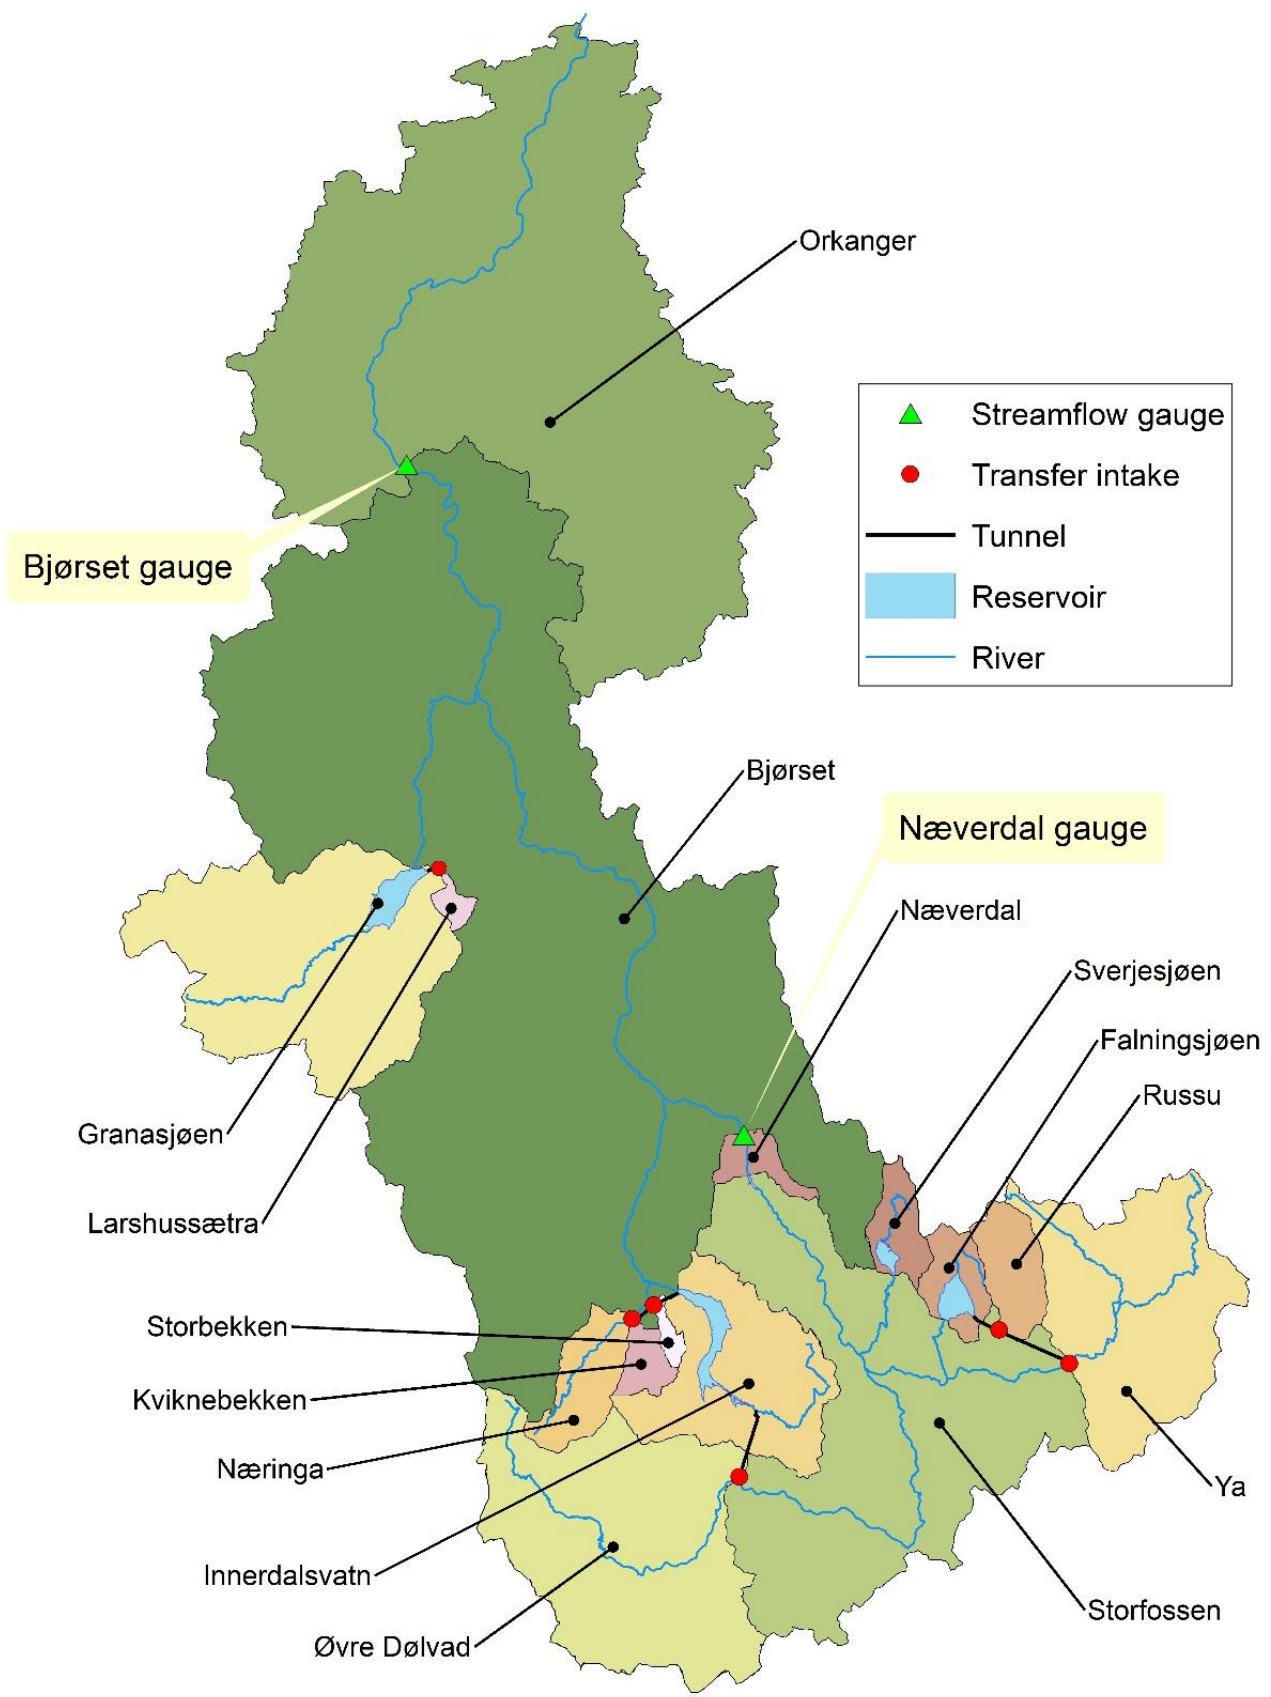 Orkanger
Streamflow gauge
Transfer intake
Tunnel
Reservoir
River
Bjørset gauge
Bjørset
Næverdal gauge
Næverdal
Sverjesjøen
Falningsjøen
Russu
Granasjøen
Larshussætra
Storbekken
Kviknebekken
Næringa
Ya
Innerdalsvatn
Storfossen
Øvre Dølvad